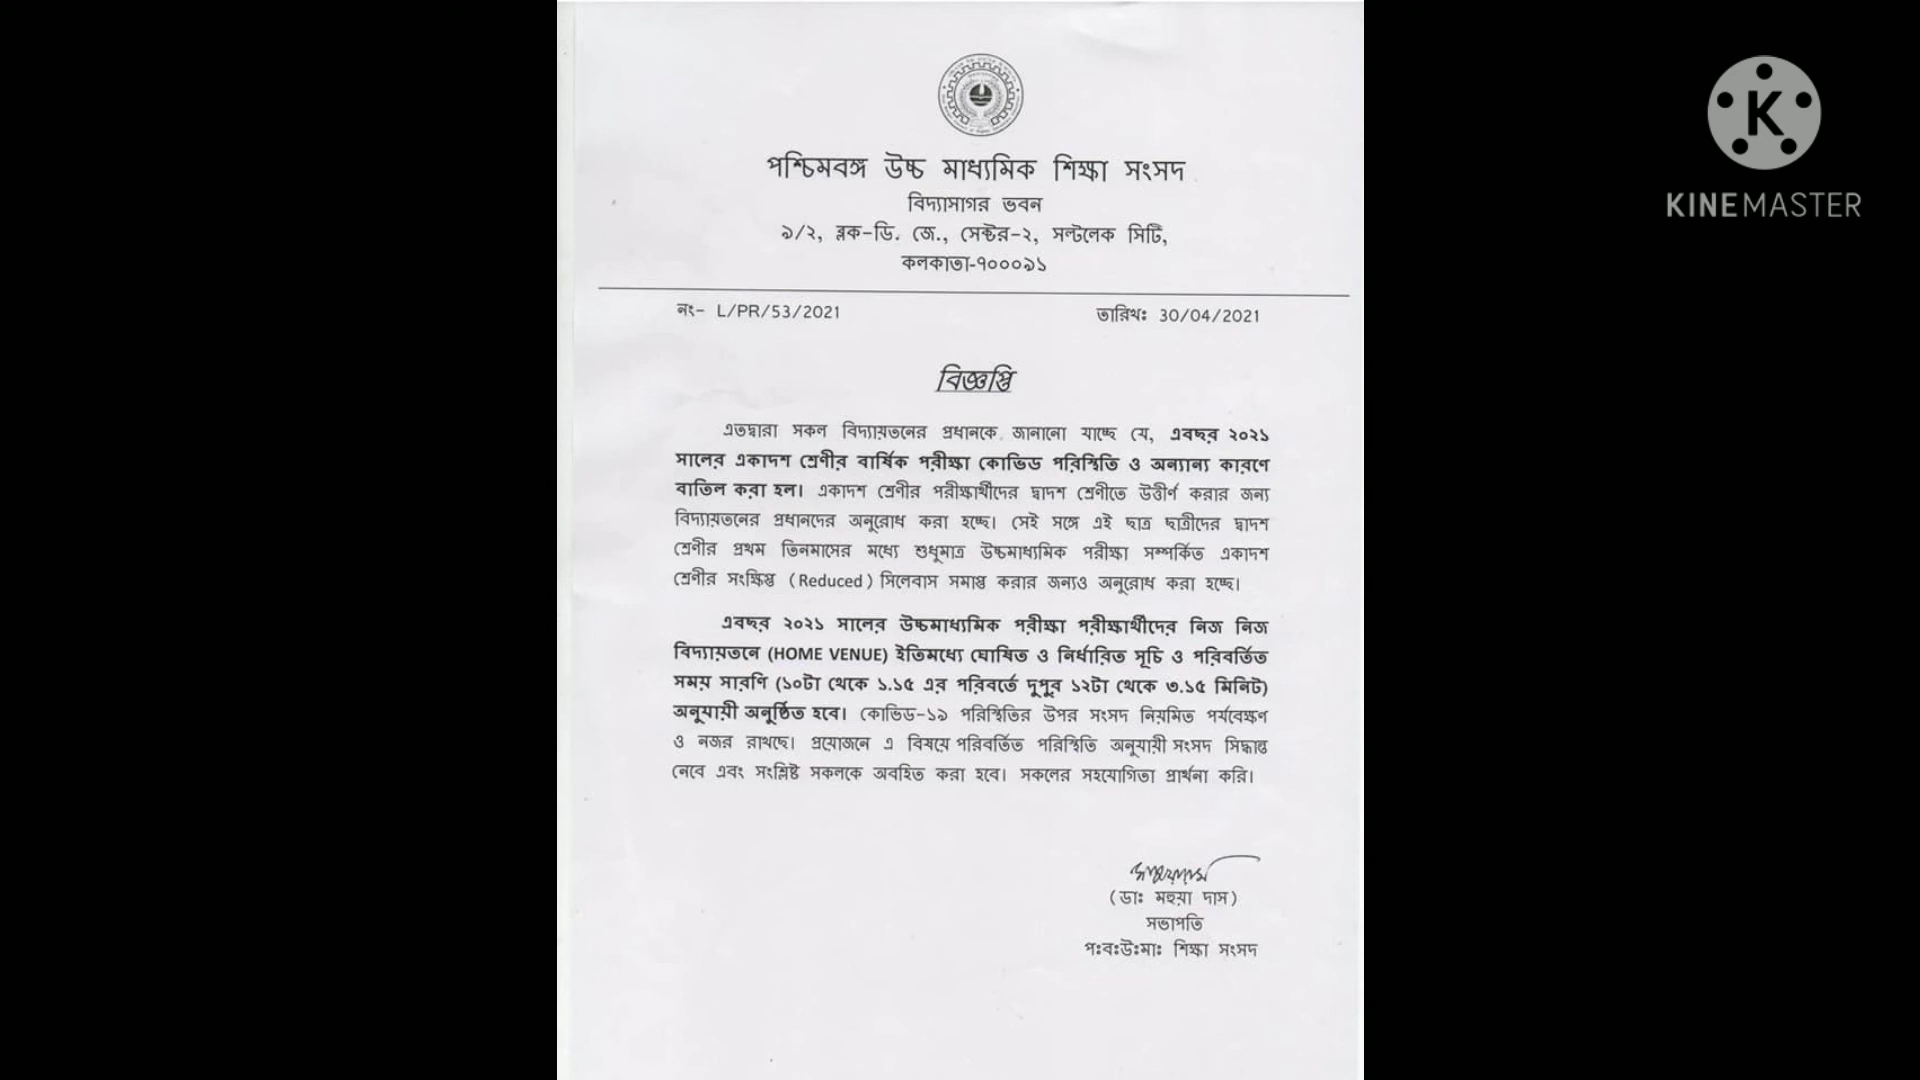 পশ্চিমবঙ্গ উচ্চ মাধ্যমিক শিক্ষা সংসদ
বিদ্যাসাগর ভবন
৯/২, ব্লক-ডি. জে., সেক্টর-২, সল্টলেক সিটি,
কলকাতা-৭০০০৯১
নং- L/PR/53/2021 তারিখঃ 30/04/2021
বিজ্ঞপ্তি
এতদ্বারা সকল বিদ্যায়তনের প্রধানকে জানানো যাচ্ছে যে, এবছর ২০২১
সালের একাদশ শ্রেণীর বার্ষিক পরীক্ষা কোভিড পরিস্থিতি ও অন্যান্য কারণে
বাতিল করা হল। একাদশ শ্রেণীর পরীক্ষার্থীদের দ্বাদশ শ্রেণীতে উত্তীর্ণ করার জন্য
বিদ্যায়তনের প্রধানদের অনুরোধ করা হচ্ছে। সেই সঙ্গে এই ছাত্র ছাত্রীদের দ্বাদশ
শ্রেণীর প্রথম তিনমাসের মধ্যে শুধুমাত্র উচ্চমাধ্যমিক পরীক্ষা সম্পর্কিত একাদশ
শ্রেণীর সংক্ষিপ্ত (Reduced) সিলেবাস সমাপ্ত করার জন্যও অনুরোধ করা হচ্ছে।
এবছর ২০২১ সালের উচ্চমাধ্যমিক পরীক্ষা পরীক্ষার্থীদের নিজ নিজ
বিদ্যায়তনে (HOME VENUE) ইতিমধ্যে ঘোষিত ও নির্ধারিত সূচি ও পরিবর্তিত
সময় সারণি (১০টা থেকে ১.১৫ এর পরিবর্তে দুপুর ১২টা থেকে ৩.১৫ মিনিট)
অনুযায়ী অনুষ্ঠিত হবে। কোভিড-১৯ পরিস্থিতির উপর সংসদ নিয়মিত পর্যবেক্ষণ
ও নজর রাখছে। প্রয়োজনে এ বিষয়ে পরিবর্তিত পরিস্থিতি অনুযায়ী সংসদ সিদ্ধান্ত
নেবে এবং সংশ্লিষ্ট সকলকে অবহিত করা হবে। সকলের সহযোগিতা প্রার্থনা করি।
(ডাঃ মহুয়া দাস)
সভাপতি
পঃবঃউঃমাঃ শিক্ষা সংসদ
K
KINEMASTER